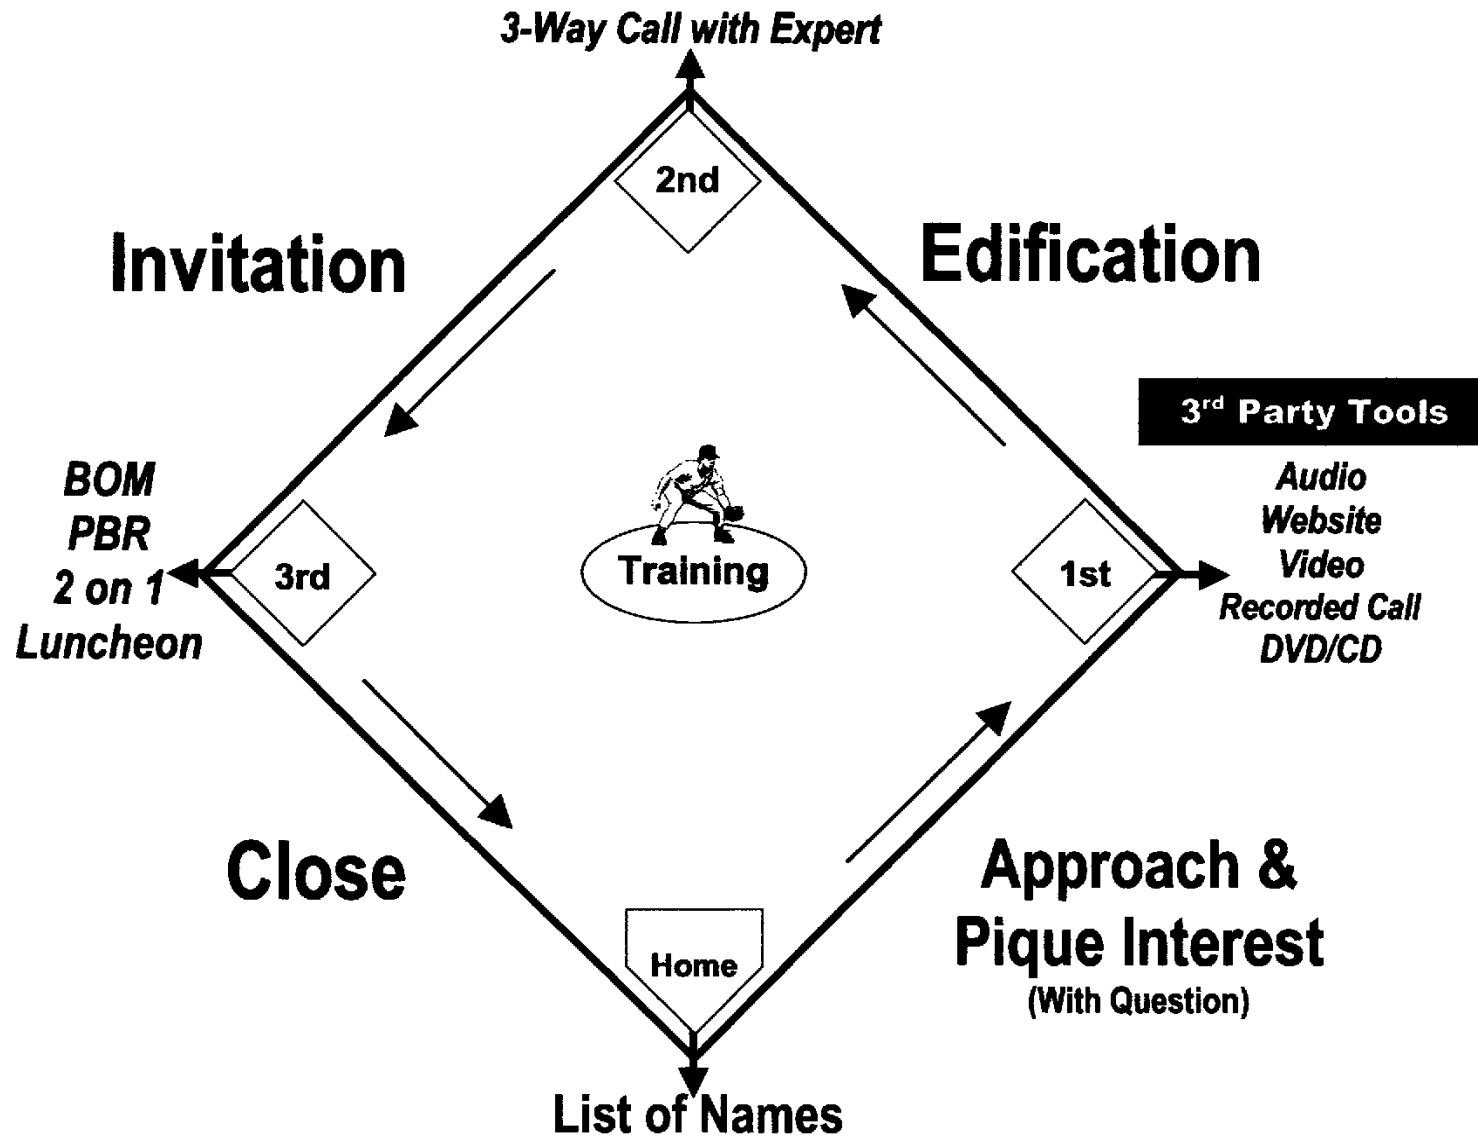 3-Way Call with Expert
2nd
Invitation
Edification
3rd Party Tools
Audio
Website
Video
Recorded Call
DVD/CD
BOM
PBR
2 on 1
Luncheon
3rd
Training
1st
Close
Approach &
Pique Interest
(With Question)
Home
List of Names